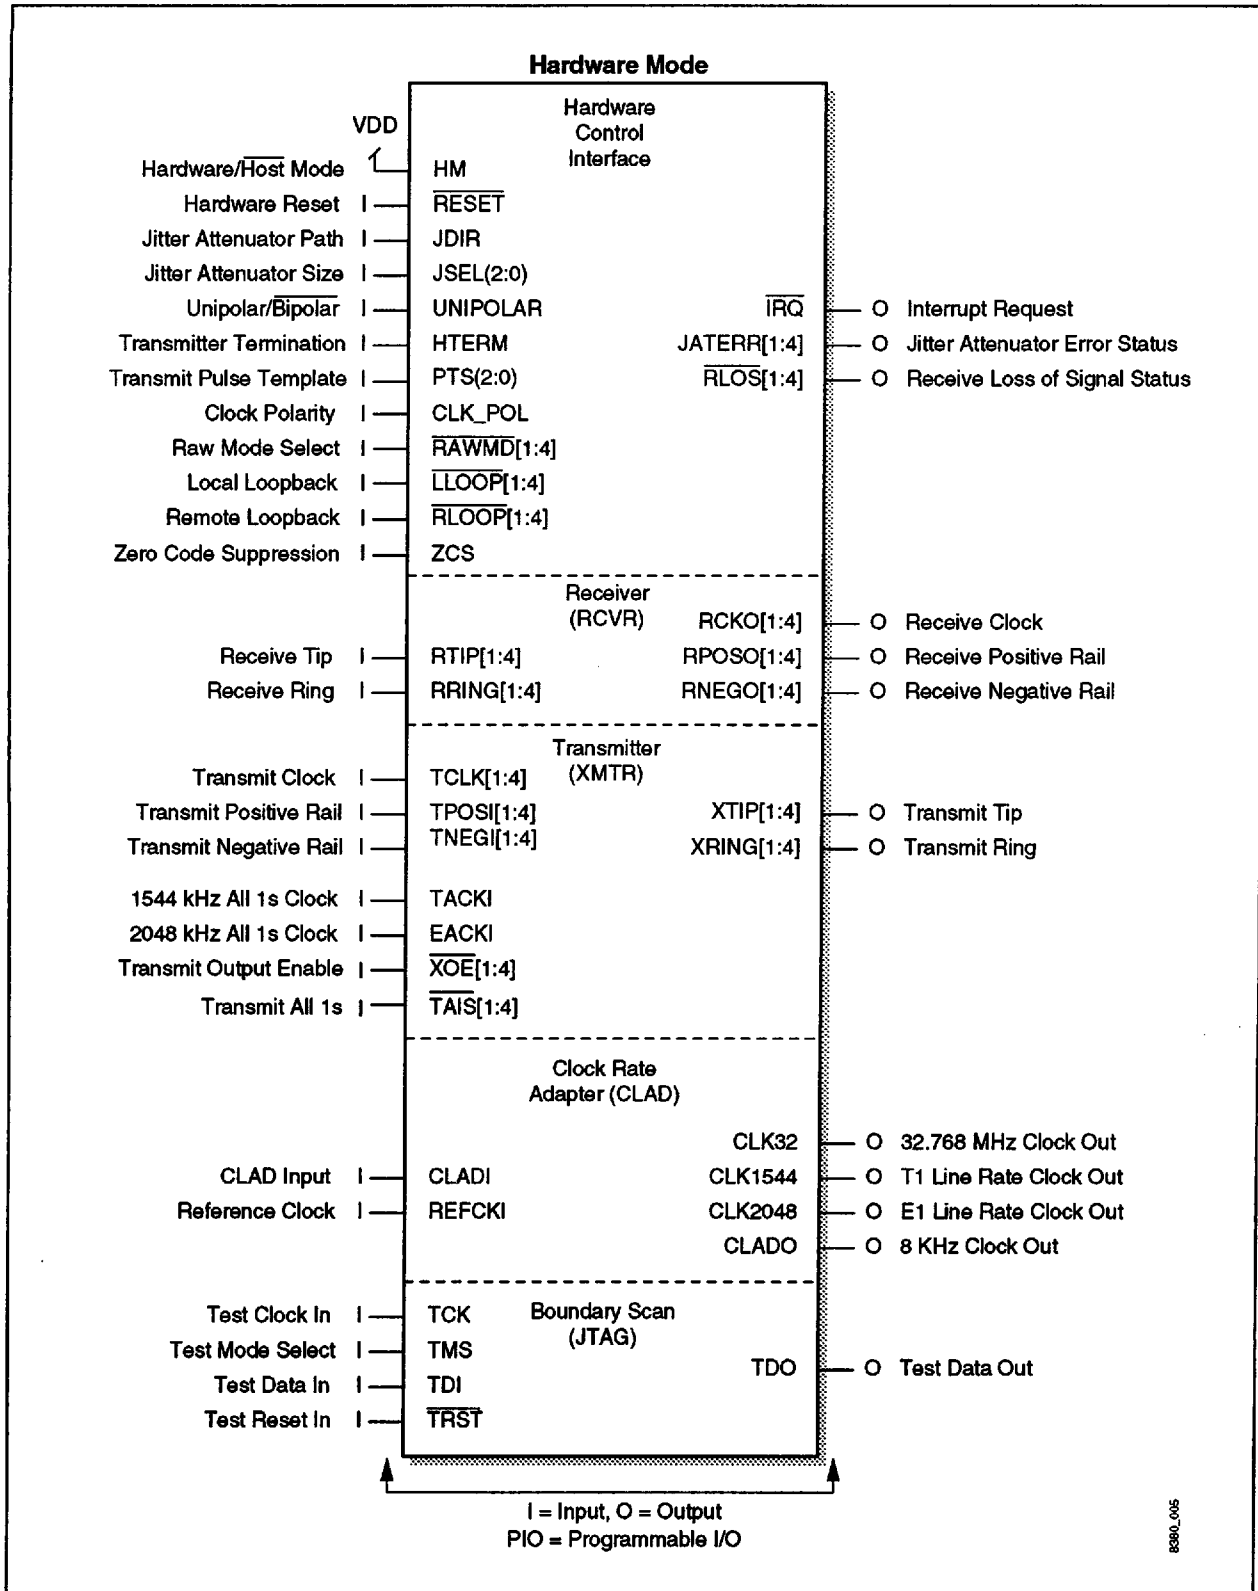 Hardware Mode
Hardware
Control
Interface
VDD
Hardware/Host Mode HM
Hardware Reset I RESET
Jitter Attenuator Path I JDIR
Jitter Attenuator Size I JSEL(2:0)
Unipolar/Bipolar I UNIPOLAR IRQ O Interrupt Request
Transmitter Termination I HTERM JATERR[1:4] O Jitter Attenuator Error Status
Transmit Pulse Template I PTS(2:0) RLOS[1:4] O Receive Loss of Signal Status
Clock Polarity I CLK_POL
Raw Mode Select I RAWMD[1:4]
Local Loopback I LLOOP[1:4]
Remote Loopback I RLOOP[1:4]
Zero Code Suppression I ZCS
Receiver
(RCVR) RCKO[1:4] O Receive Clock
Receive Tip I RTIP[1:4] RPOSO[1:4] O Receive Positive Rail
Receive Ring I RRING[1:4] RNEGO[1:4] O Receive Negative Rail
Transmitter
(XMTR)
Transmit Clock I TCLK[1:4]
Transmit Positive Rail I TPOSI[1:4] XTIP[1:4] O Transmit Tip
Transmit Negative Rail I TNEGI[1:4] XRING[1:4] O Transmit Ring
1544 kHz All 1s Clock I TACKI
2048 kHz All 1s Clock I EACKI
Transmit Output Enable I XOE[1:4]
Transmit All 1s I TAIS[1:4]
Clock Rate
Adapter (CLAD)
CLK32 O 32.768 MHz Clock Out
CLAD Input I CLADI CLK1544 O T1 Line Rate Clock Out
Reference Clock I REFCKI CLK2048 O E1 Line Rate Clock Out
CLADO O 8 KHz Clock Out
Boundary Scan
(JTAG)
Test Clock In I TCK
Test Mode Select I TMS
TDO O Test Data Out
Test Data In I TDI
Test Reset In I TRST
I = Input, O = Output
PIO = Programmable I/O
8380_005